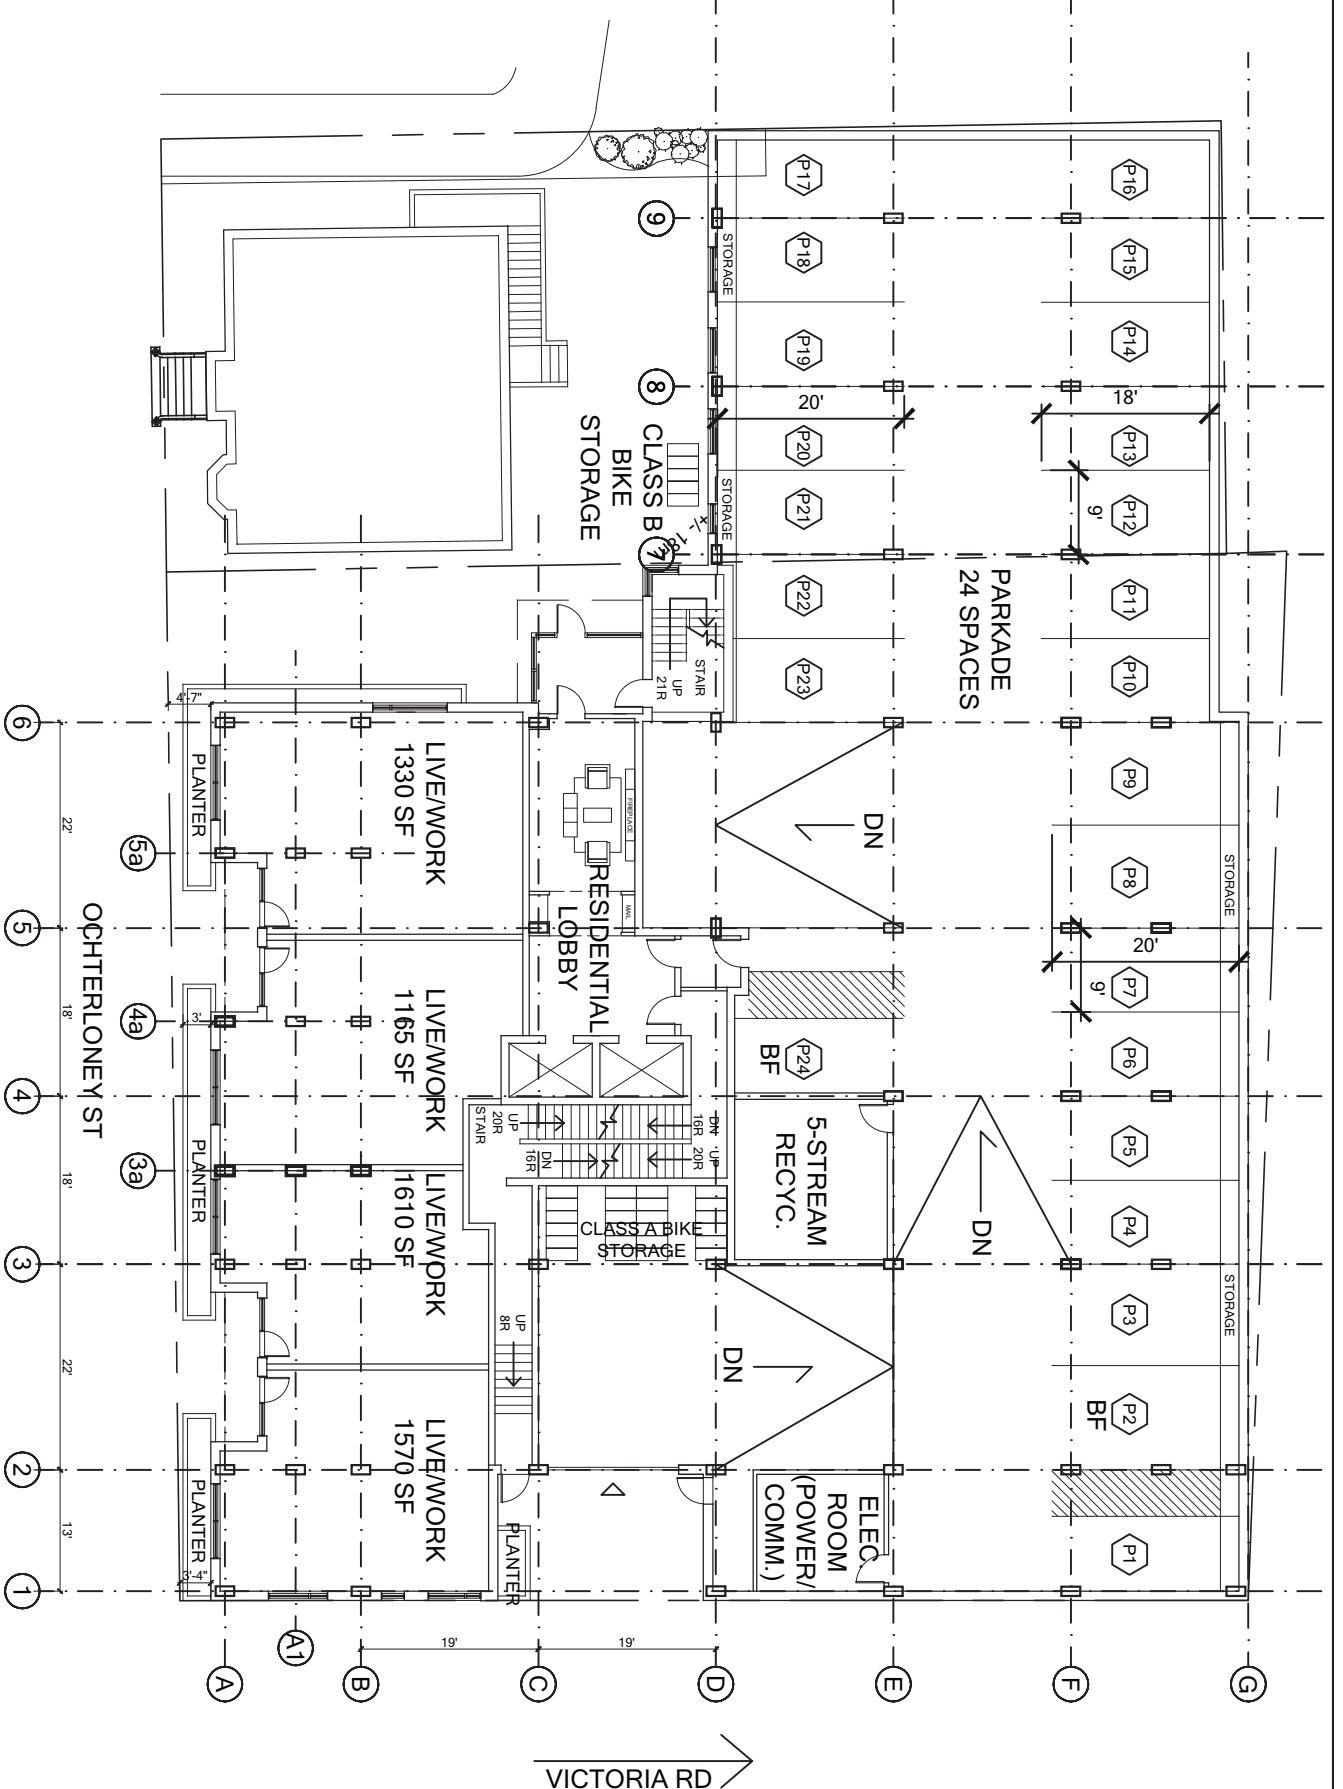 P17
P18
P19
P20
P21
P22
P23
P16
P15
P14
P13
P12
P11
P10
P9
P8
P7
P6
P5
P4
P3
P2
BF
P1
P24
BF
STORAGE
STORAGE
STORAGE
STORAGE
20'
18'
9'
20'
9'
PARKADE
24 SPACES
CLASS B
BIKE
STORAGE
STAIR
UP
21R
DN
DN
DN
LIVE/WORK
1330 SF
LIVE/WORK
1165 SF
LIVE/WORK
1610 SF
LIVE/WORK
1570 SF
FIREPLACE
MAIL
RESIDENTIAL
LOBBY
5-STREAM
RECYC.
DN
16R
UP
20R
UP
20R
STAIR
DN
16R
CLASS A BIKE
STORAGE
UP
8R
ELEC.
ROOM
(POWER/
COMM.)
PLANTER
PLANTER
PLANTER
PLANTER
4'-7"
3'
3'-4"
OCHTERLONEY ST
22'
18'
18'
22'
13'
19'
19'
9
8
7
+/- 18F
6
5a
5
4a
4
3a
3
2
1
A
A1
B
C
D
E
F
G
VICTORIA RD